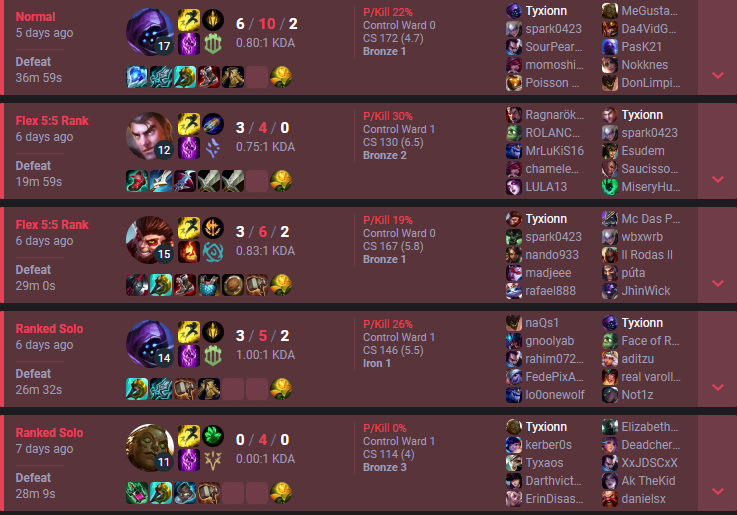 Normal
5 days ago
Defeat
36m 59s
17
6 / 10 / 2
0.80:1 KDA
P/Kill 22%
Control Ward 0
CS 172 (4.7)
Bronze 1
Tyxionn
spark0423
SourPear...
momoshi...
Poisson ...
MeGusta...
Da4VidG...
PasK21
Nokknes
DonLimpi...
Flex 5:5 Rank
6 days ago
Defeat
19m 59s
12
3 / 4 / 0
0.75:1 KDA
P/Kill 30%
Control Ward 1
CS 130 (6.5)
Bronze 2
Ragnarök...
ROLANC...
MrLuKiS16
chamele...
LULA13
Tyxionn
spark0423
Esudem
Saucisso...
MiseryHu...
Flex 5:5 Rank
6 days ago
Defeat
29m 0s
15
3 / 6 / 2
0.83:1 KDA
P/Kill 19%
Control Ward 0
CS 167 (5.8)
Bronze 1
Tyxionn
spark0423
nando933
madjeee
rafael888
Mc Das P...
wbxwrb
Il Rodas Il
púta
JhinWick
Ranked Solo
6 days ago
Defeat
26m 32s
14
3 / 5 / 2
1.00:1 KDA
P/Kill 26%
Control Ward 1
CS 146 (5.5)
Iron 1
naQs1
gnoolyab
rahim072...
FedePixA...
lo0onewolf
Tyxionn
Face of R...
aditzu
real varoll...
Not1z
Ranked Solo
7 days ago
Defeat
28m 9s
11
0 / 4 / 0
0.00:1 KDA
P/Kill 0%
Control Ward 1
CS 114 (4)
Bronze 3
Tyxionn
kerber0s
Tyxaos
Darthvict...
ErinDisas...
Elizabeth...
Deadcher...
XxJDSCxX
Ak TheKid
danielsx